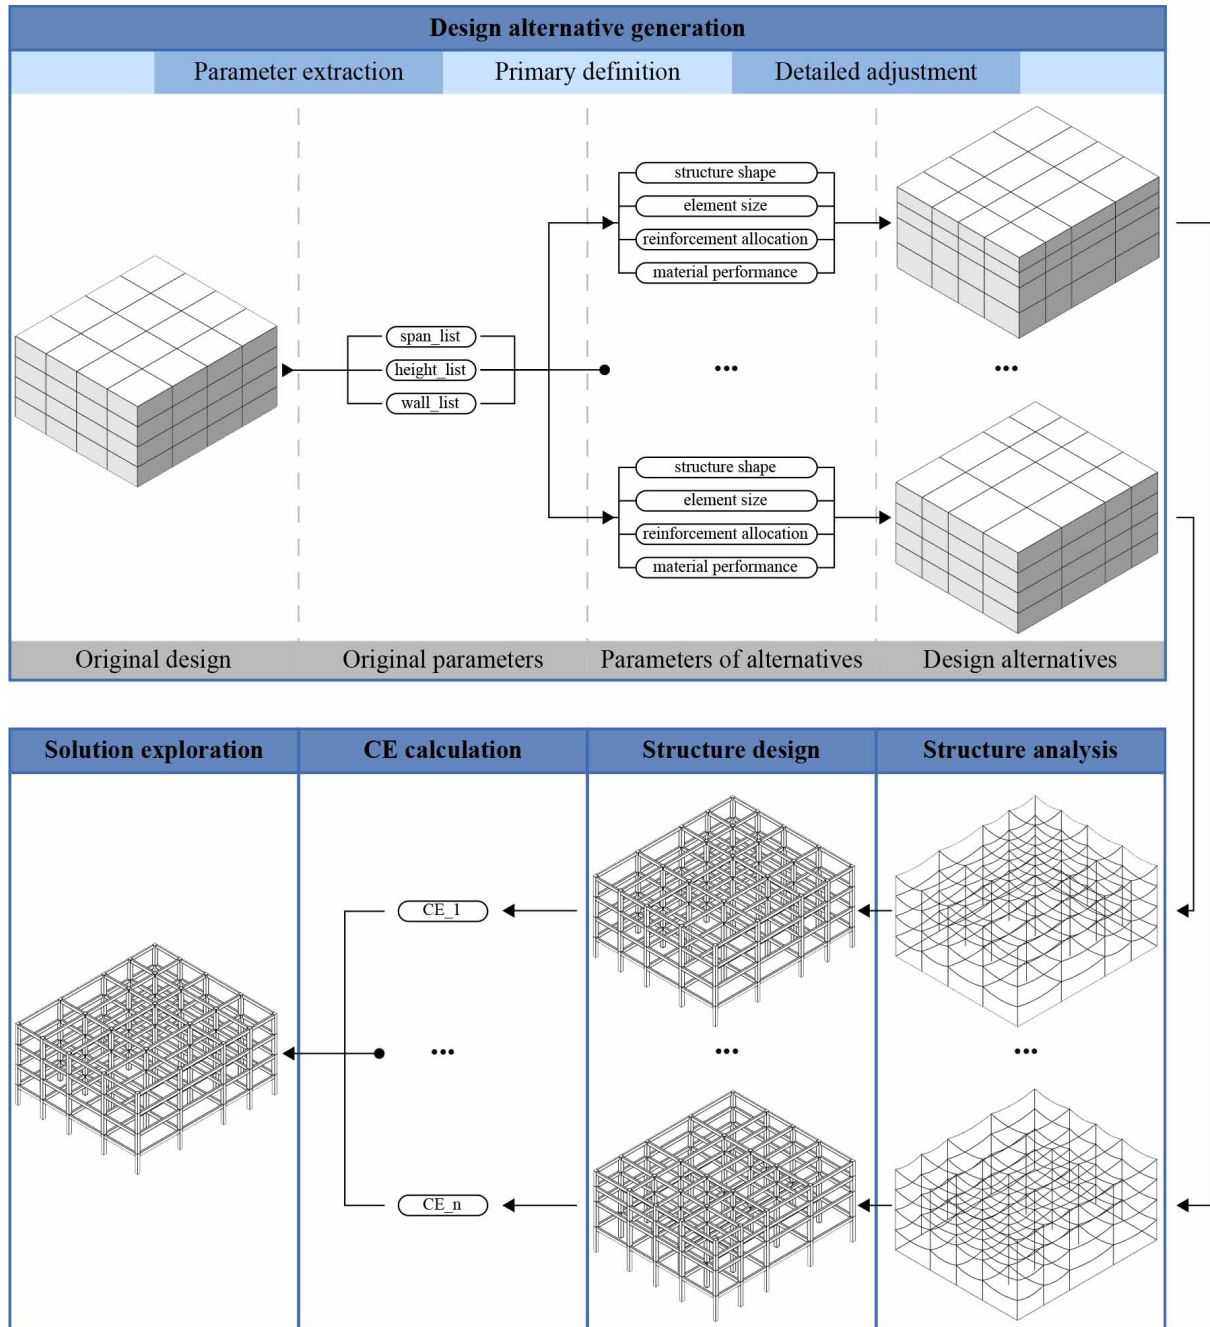 Design alternative generation
Parameter extraction
Primary definition
Detailed adjustment
structure shape
element size
reinforcement allocation
material performance
span_list
height_list
wall_list
...
...
structure shape
element size
reinforcement allocation
material performance
Original design
Original parameters
Parameters of alternatives
Design alternatives
Solution exploration
CE calculation
Structure design
Structure analysis
CE_1
...
...
...
CE_n